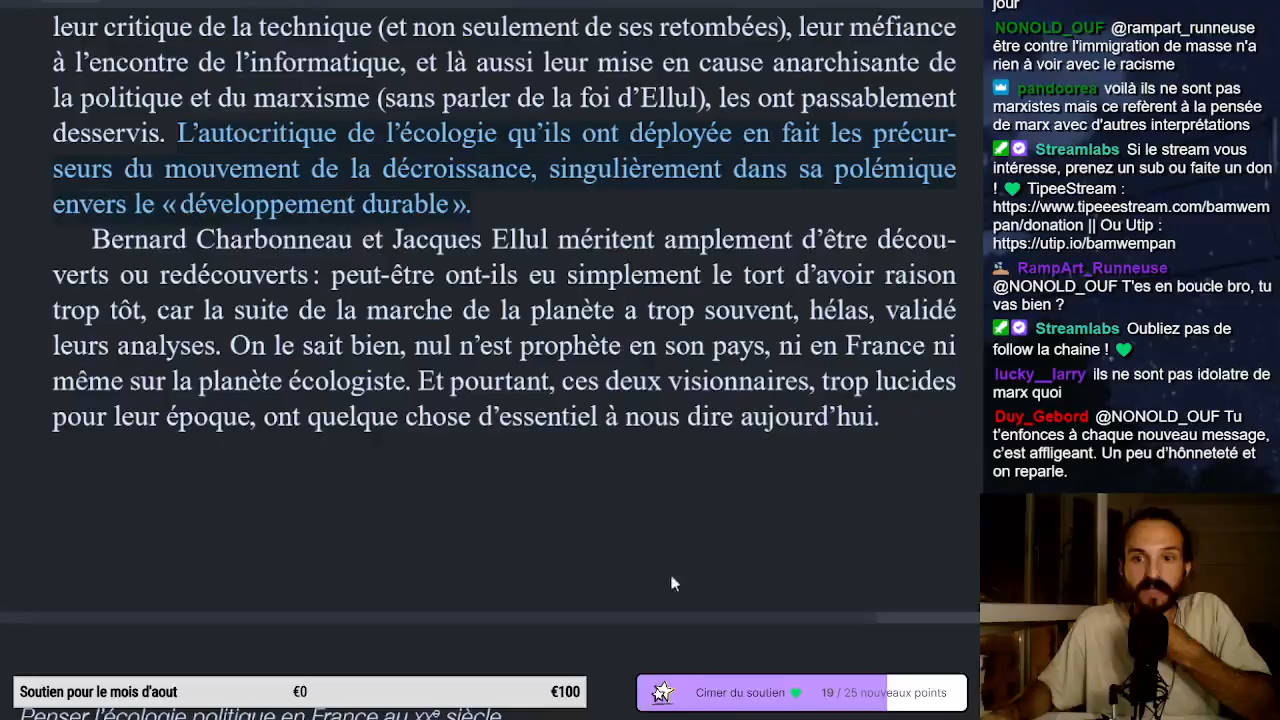 leur critique de la technique (et non seulement de ses retombées), leur méfiance
à l’encontre de l’informatique, et là aussi leur mise en cause anarchisante de
la politique et du marxisme (sans parler de la foi d’Ellul), les ont passablement
desservis. L’autocritique de l’écologie qu’ils ont déployée en fait les précur-
seurs du mouvement de la décroissance, singulièrement dans sa polémique
envers le « développement durable ».
Bernard Charbonneau et Jacques Ellul méritent amplement d’être décou-
verts ou redécouverts : peut-être ont-ils eu simplement le tort d’avoir raison
trop tôt, car la suite de la marche de la planète a trop souvent, hélas, validé
leurs analyses. On le sait bien, nul n’est prophète en son pays, ni en France ni
même sur la planète écologiste. Et pourtant, ces deux visionnaires, trop lucides
pour leur époque, ont quelque chose d’essentiel à nous dire aujourd’hui.
Soutien pour le mois d'aout €0 €100
Cimer du soutien 19 / 25 nouveaux points
Penser l’écologie politique en France au XXe siècle
jour
NONOLD_OUF @rampart_runneuse
être contre l'immigration de masse n'a
rien à voir avec le racisme
pandoorea voilà ils ne sont pas
marxistes mais ce refèrent à la pensée
de marx avec d'autres interprétations
Streamlabs Si le stream vous
intéresse, prenez un sub ou faite un don
! TipeeStream :
https://www.tipeeestream.com/bamwem
pan/donation || Ou Utip :
https://utip.io/bamwempan
RampArt_Runneuse
@NONOLD_OUF T'es en boucle bro, tu
vas bien ?
Streamlabs Oubliez pas de
follow la chaine !
lucky__larry ils ne sont pas idolatre de
marx quoi
Duy_Gebord @NONOLD_OUF Tu
t'enfonces à chaque nouveau message,
c'est affligeant. Un peu d'hônneteté et
on reparle.